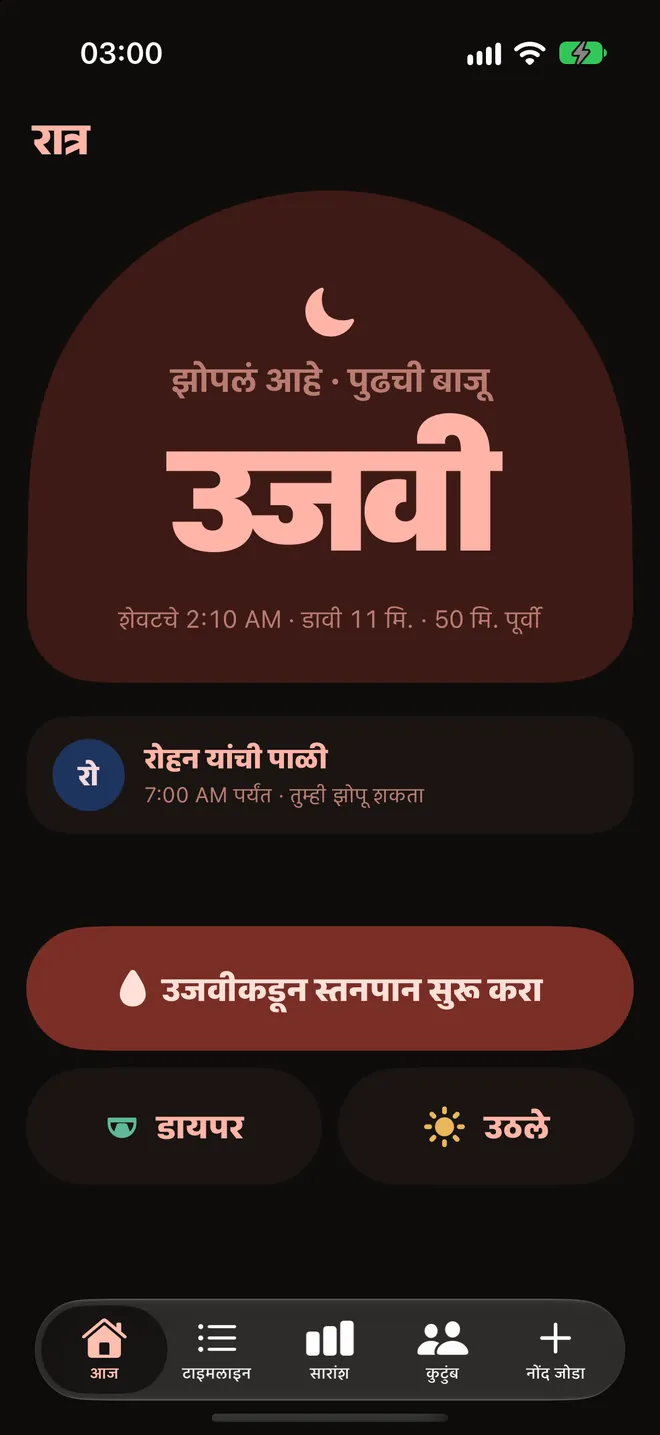 03:00
रात्र
झोपलं आहे · पुढची बाजू
उजवी
शेवटचे 2:10 AM · डावी 11 मि. · 50 मि. पूर्वी
रो
रोहन यांची पाळी
7:00 AM पर्यंत · तुम्ही झोपू शकता
उजवीकडून स्तनपान सुरू करा
डायपर
उठले
आज
टाइमलाइन
सारांश
कुटुंब
नोंद जोडा